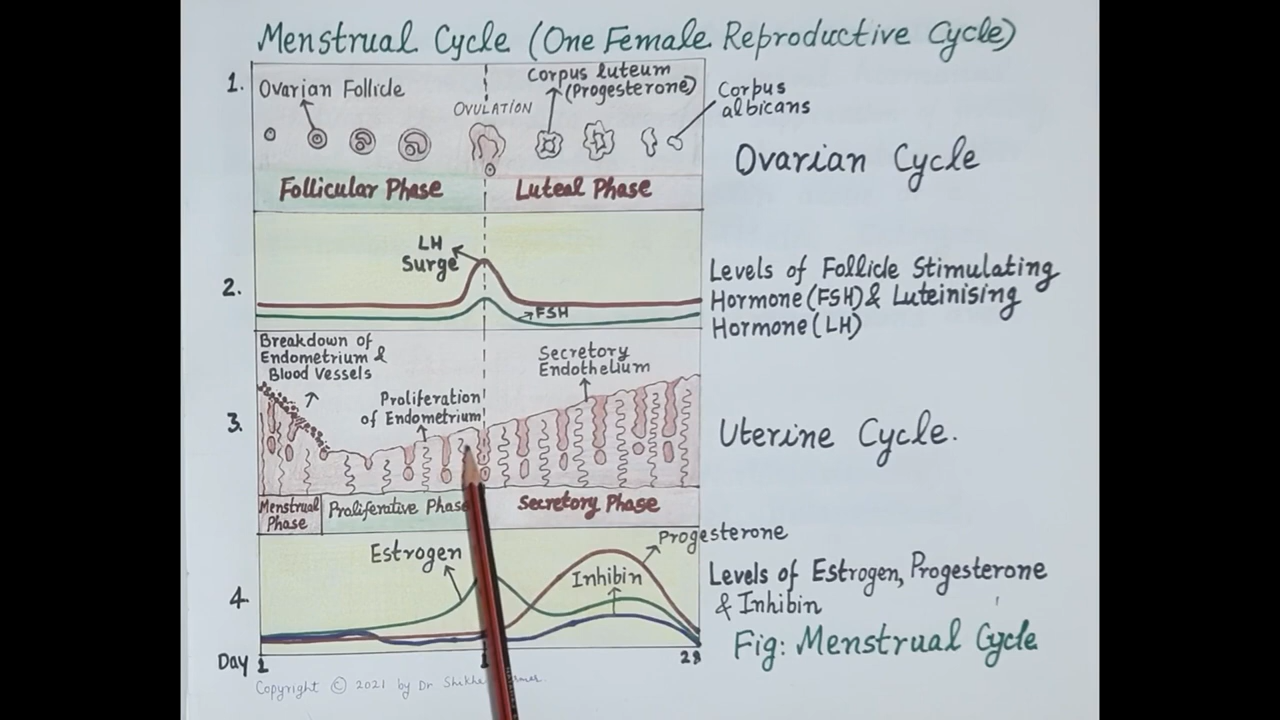 Menstrual Cycle (One Female Reproductive Cycle)
1.
Ovarian Follicle
OVULATION
Corpus luteum
(Progesterone)
Corpus
albicans
Ovarian Cycle
Follicular Phase
Luteal Phase
2.
LH
Surge
FSH
Levels of Follicle Stimulating
Hormone (FSH) & Luteinising
Hormone (LH)
3.
Breakdown of
Endometrium &
Blood Vessels
Proliferation
of Endometrium
Secretory
Endothelium
Uterine Cycle.
Menstrual
Phase
Proliferative Phase
Secretory Phase
4.
Estrogen
Inhibin
Progesterone
Levels of Estrogen, Progesterone
& Inhibin
Day 1
28
Fig: Menstrual Cycle
Copyright © 2021 by Dr